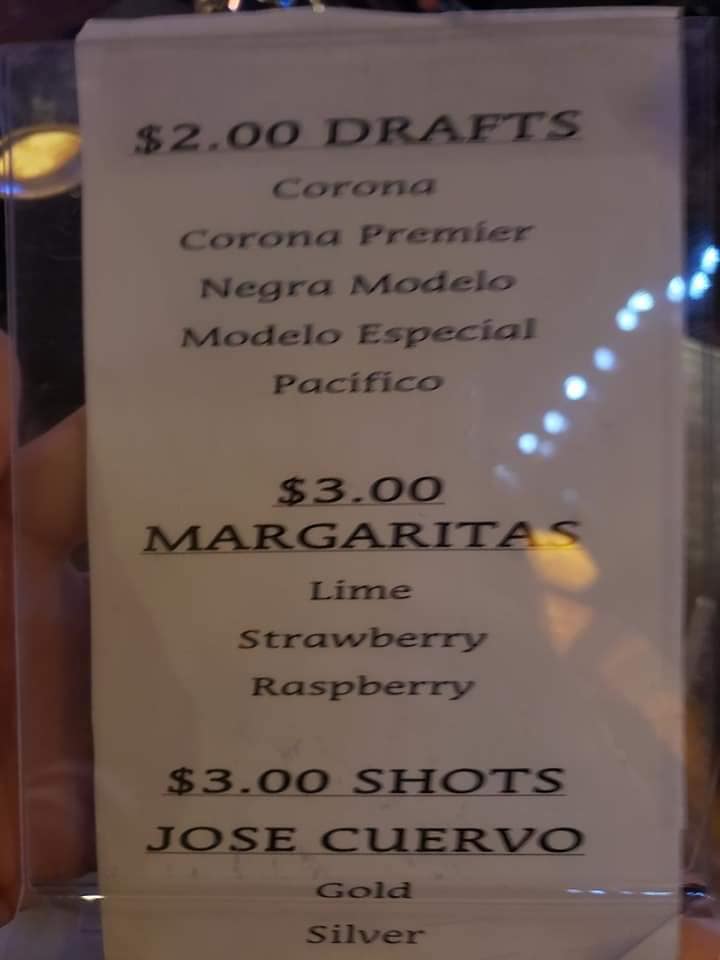 $2.00 DRAFTS
Corona
Corona Premier
Negra Modelo
Modelo Especial
Pacifico
$3.00
MARGARITAS
Lime
Strawberry
Raspberry
$3.00 SHOTS
JOSE CUERVO
Gold
Silver